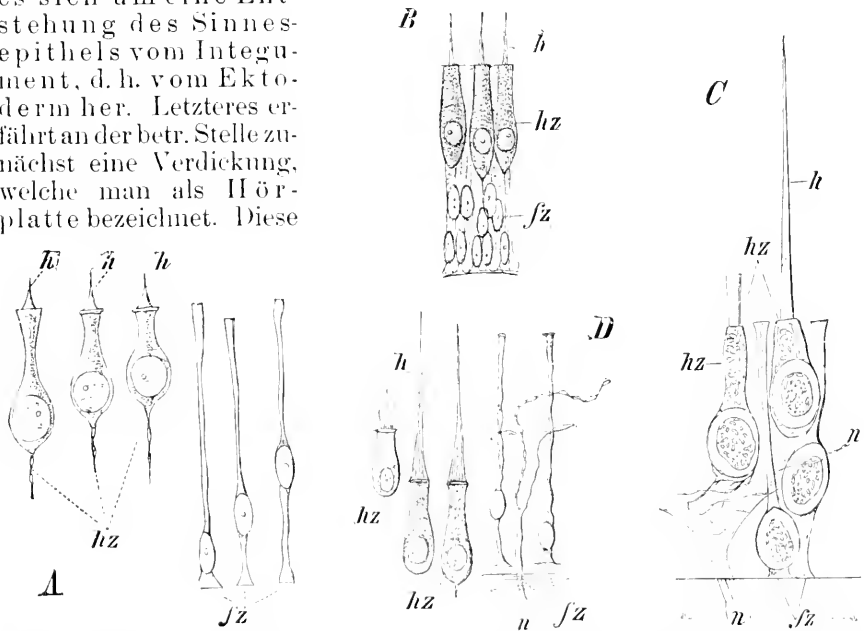 es sich um eine Ent-
stehung des Sinnes-
epithels vom Integu-
ment, d. h. vom Ekto-
derm her. Letzteres er-
fährt an der betr. Stelle zu-
nächst eine Verdickung,
welche man als Hör-
platte bezeichnet. Diese
B
h
hz
fz
C
h
hz
hz
n
n
fz
h
h
h
hz
A
fz
D
h
hz
hz
n
fz